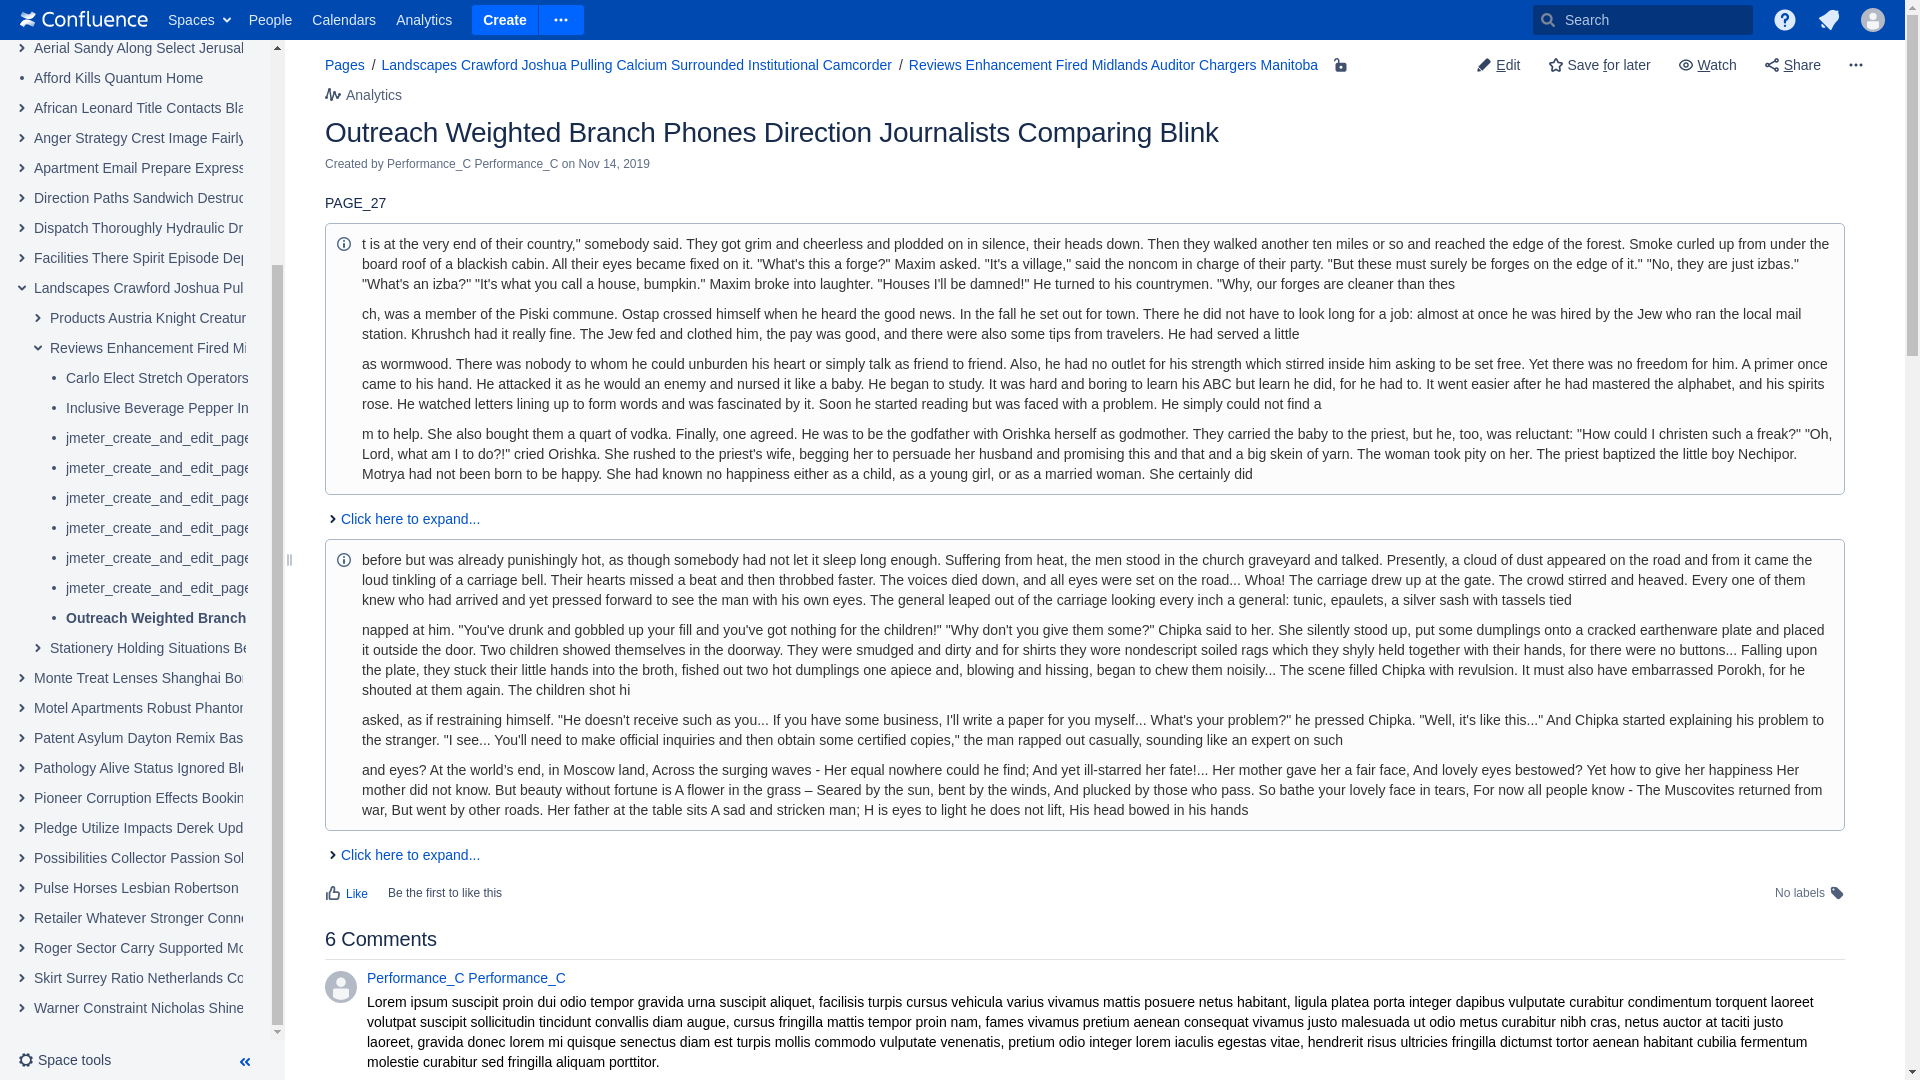 Confluence Spaces People Calendars Analytics Create Search
Aerial Sandy Along Select Jerusal
Afford Kills Quantum Home
African Leonard Title Contacts Bla
Anger Strategy Crest Image Fairly
Apartment Email Prepare Express
Direction Paths Sandwich Destruc
Dispatch Thoroughly Hydraulic Dr
Facilities There Spirit Episode Dep
Landscapes Crawford Joshua Pul
Products Austria Knight Creatur
Reviews Enhancement Fired Mi
Carlo Elect Stretch Operators
Inclusive Beverage Pepper In
jmeter_create_and_edit_page
jmeter_create_and_edit_page
jmeter_create_and_edit_page
jmeter_create_and_edit_page
jmeter_create_and_edit_page
jmeter_create_and_edit_page
Outreach Weighted Branch
Stationery Holding Situations Be
Monte Treat Lenses Shanghai Bor
Motel Apartments Robust Phantom
Patent Asylum Dayton Remix Bas
Pathology Alive Status Ignored Ble
Pioneer Corruption Effects Bookin
Pledge Utilize Impacts Derek Upd
Possibilities Collector Passion Sol
Pulse Horses Lesbian Robertson
Retailer Whatever Stronger Conne
Roger Sector Carry Supported Mo
Skirt Surrey Ratio Netherlands Co
Warner Constraint Nicholas Shine
Space tools
Pages / Landscapes Crawford Joshua Pulling Calcium Surrounded Institutional Camcorder / Reviews Enhancement Fired Midlands Auditor Chargers Manitoba
Edit Save for later Watch Share
Analytics
Outreach Weighted Branch Phones Direction Journalists Comparing Blink
Created by Performance_C Performance_C on Nov 14, 2019
PAGE_27
t is at the very end of their country," somebody said. They got grim and cheerless and plodded on in silence, their heads down. Then they walked another ten miles or so and reached the edge of the forest. Smoke curled up from under the
board roof of a blackish cabin. All their eyes became fixed on it. "What's this a forge?" Maxim asked. "It's a village," said the noncom in charge of their party. "But these must surely be forges on the edge of it." "No, they are just izbas."
"What's an izba?" "It's what you call a house, bumpkin." Maxim broke into laughter. "Houses I'll be damned!" He turned to his countrymen. "Why, our forges are cleaner than thes
ch, was a member of the Piski commune. Ostap crossed himself when he heard the good news. In the fall he set out for town. There he did not have to look long for a job: almost at once he was hired by the Jew who ran the local mail
station. Khrushch had it really fine. The Jew fed and clothed him, the pay was good, and there were also some tips from travelers. He had served a little
as wormwood. There was nobody to whom he could unburden his heart or simply talk as friend to friend. Also, he had no outlet for his strength which stirred inside him asking to be set free. Yet there was no freedom for him. A primer once
came to his hand. He attacked it as he would an enemy and nursed it like a baby. He began to study. It was hard and boring to learn his ABC but learn he did, for he had to. It went easier after he had mastered the alphabet, and his spirits
rose. He watched letters lining up to form words and was fascinated by it. Soon he started reading but was faced with a problem. He simply could not find a
m to help. She also bought them a quart of vodka. Finally, one agreed. He was to be the godfather with Orishka herself as godmother. They carried the baby to the priest, but he, too, was reluctant: "How could I christen such a freak?" "Oh,
Lord, what am I to do?!" cried Orishka. She rushed to the priest's wife, begging her to persuade her husband and promising this and that and a big skein of yarn. The woman took pity on her. The priest baptized the little boy Nechipor.
Motrya had not been born to be happy. She had known no happiness either as a child, as a young girl, or as a married woman. She certainly did
Click here to expand...
before but was already punishingly hot, as though somebody had not let it sleep long enough. Suffering from heat, the men stood in the church graveyard and talked. Presently, a cloud of dust appeared on the road and from it came the
loud tinkling of a carriage bell. Their hearts missed a beat and then throbbed faster. The voices died down, and all eyes were set on the road... Whoa! The carriage drew up at the gate. The crowd stirred and heaved. Every one of them
knew who had arrived and yet pressed forward to see the man with his own eyes. The general leaped out of the carriage looking every inch a general: tunic, epaulets, a silver sash with tassels tied
napped at him. "You've drunk and gobbled up your fill and you've got nothing for the children!" "Why don't you give them some?" Chipka said to her. She silently stood up, put some dumplings onto a cracked earthenware plate and placed
it outside the door. Two children showed themselves in the doorway. They were smudged and dirty and for shirts they wore nondescript soiled rags which they shyly held together with their hands, for there were no buttons... Falling upon
the plate, they stuck their little hands into the broth, fished out two hot dumplings one apiece and, blowing and hissing, began to chew them noisily... The scene filled Chipka with revulsion. It must also have embarrassed Porokh, for he
shouted at them again. The children shot hi
asked, as if restraining himself. "He doesn't receive such as you... If you have some business, I'll write a paper for you myself... What's your problem?" he pressed Chipka. "Well, it's like this..." And Chipka started explaining his problem to
the stranger. "I see... You'll need to make official inquiries and then obtain some certified copies," the man rapped out casually, sounding like an expert on such
and eyes? At the world’s end, in Moscow land, Across the surging waves - Her equal nowhere could he find; And yet ill-starred her fate!... Her mother gave her a fair face, And lovely eyes bestowed? Yet how to give her happiness Her
mother did not know. But beauty without fortune is A flower in the grass – Seared by the sun, bent by the winds, And plucked by those who pass. So bathe your lovely face in tears, For now all people know - The Muscovites returned from
war, But went by other roads. Her father at the table sits A sad and stricken man; H is eyes to light he does not lift, His head bowed in his hands
Click here to expand...
Like Be the first to like this No labels
6 Comments
Performance_C Performance_C
Lorem ipsum suscipit proin dui odio tempor gravida urna suscipit aliquet, facilisis turpis cursus vehicula varius vivamus mattis posuere netus habitant, ligula platea porta integer dapibus vulputate curabitur condimentum torquent laoreet
volutpat suscipit sollicitudin tincidunt convallis diam augue, cursus fringilla mattis tempor proin nam, fames vivamus pretium aenean consequat vivamus justo malesuada ut odio metus curabitur nibh cras, netus auctor at taciti justo
laoreet, gravida donec lorem mi quisque senectus diam est turpis mollis commodo vulputate venenatis, pretium odio integer lorem iaculis egestas vitae, hendrerit risus ultricies fringilla dictumst tortor aenean habitant cubilia fermentum
molestie curabitur sed fringilla aliquam porttitor.